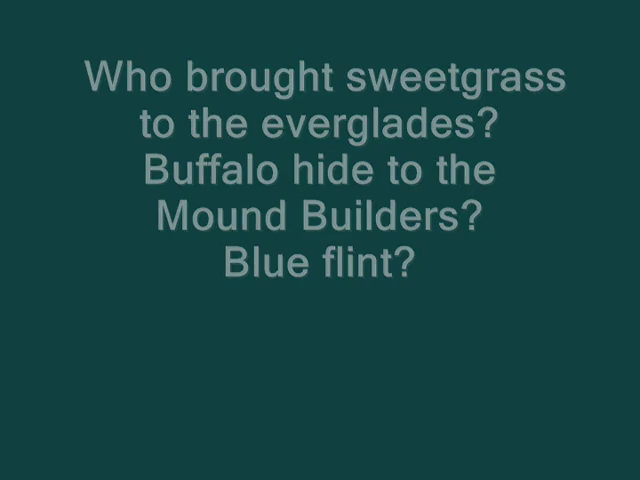 Who brought sweetgrass
to the everglades?
Buffalo hide to the
Mound Builders?
Blue flint?